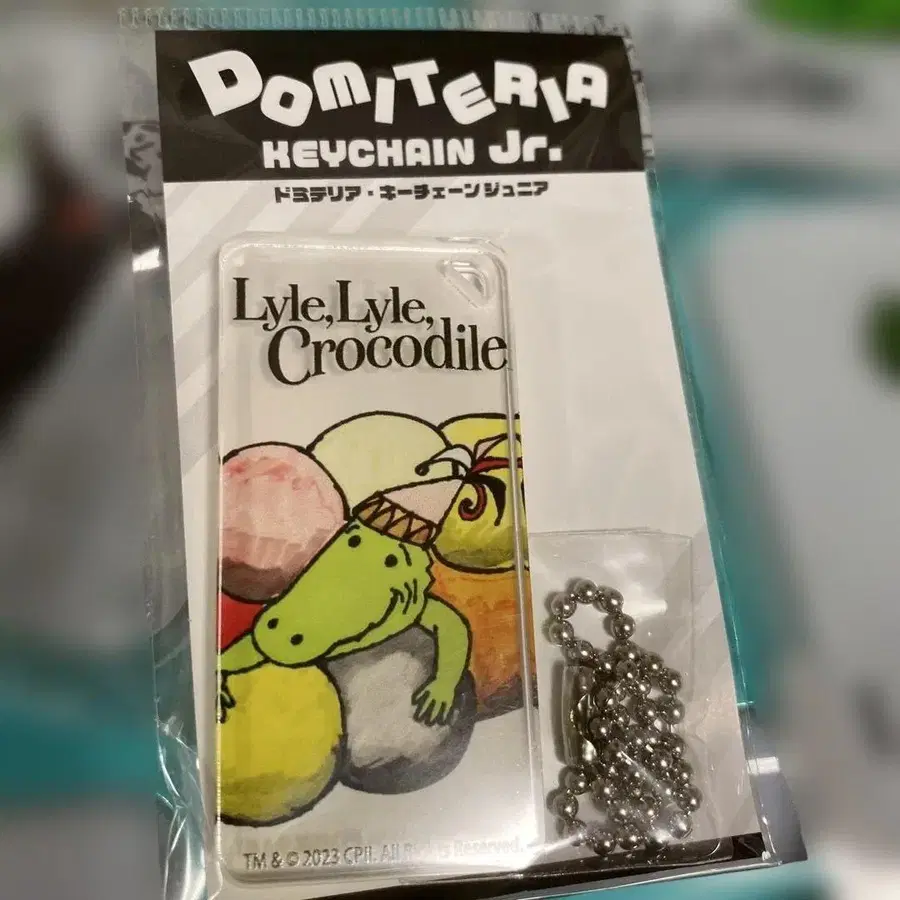 DOMITERIA
KEYCHAIN Jr.
ドミテリア・キーチェーンジュニア
Lyle, Lyle,
Crocodile
TM & © 2023 CPII. All Rights Reserved.